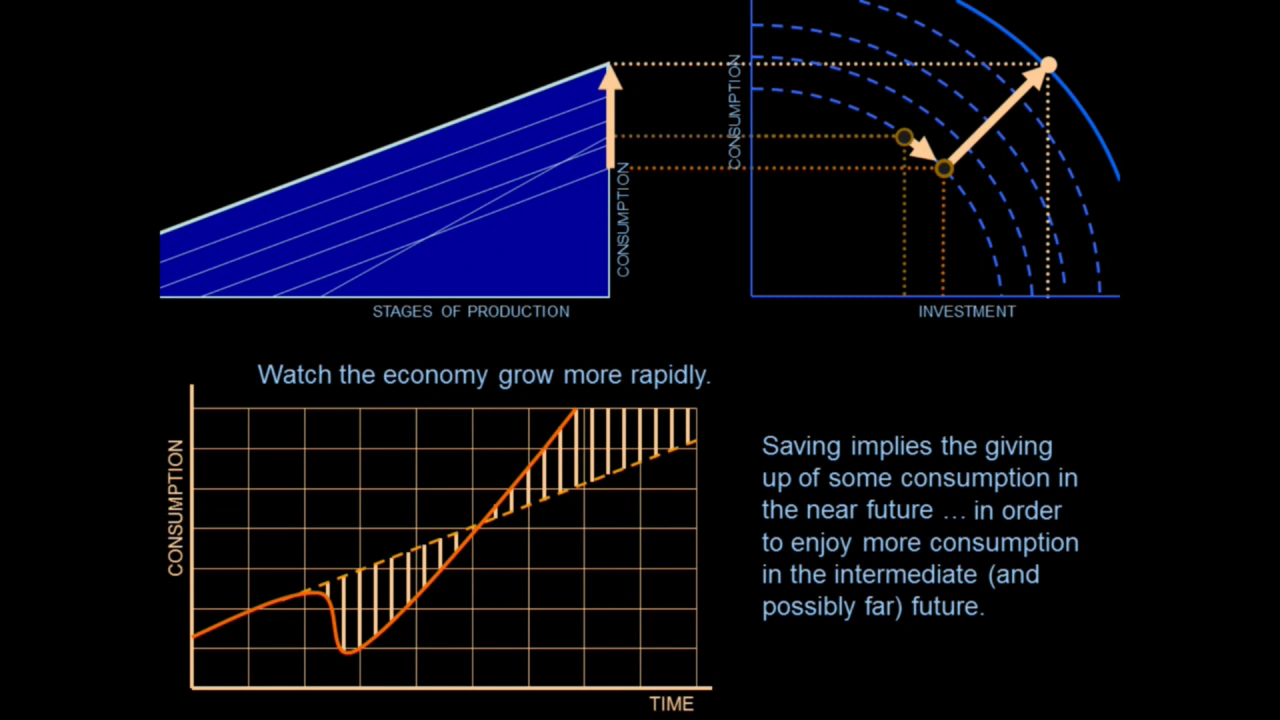 CONSUMPTION
CONSUMPTION
STAGES OF PRODUCTION
INVESTMENT
Watch the economy grow more rapidly.
CONSUMPTION
TIME
Saving implies the giving
up of some consumption in
the near future … in order
to enjoy more consumption
in the intermediate (and
possibly far) future.